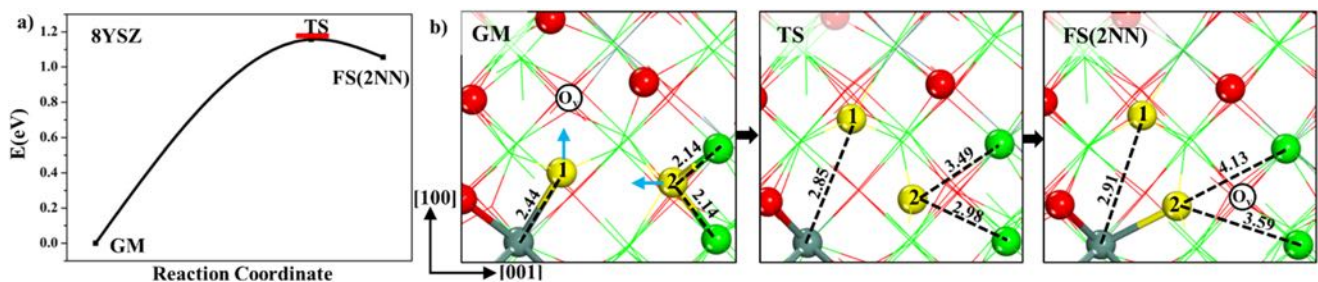 a)
8YSZ
TS
FS(2NN)
GM
1.2
1.0
0.8
0.6
0.4
0.2
0.0
E(eV)
Reaction Coordinate
b)
GM
Ov
1
2
2.44
2.14
2.14
[100]
[001]
TS
1
2
2.85
3.49
2.98
FS(2NN)
1
2
2.91
4.13
3.59
Ov